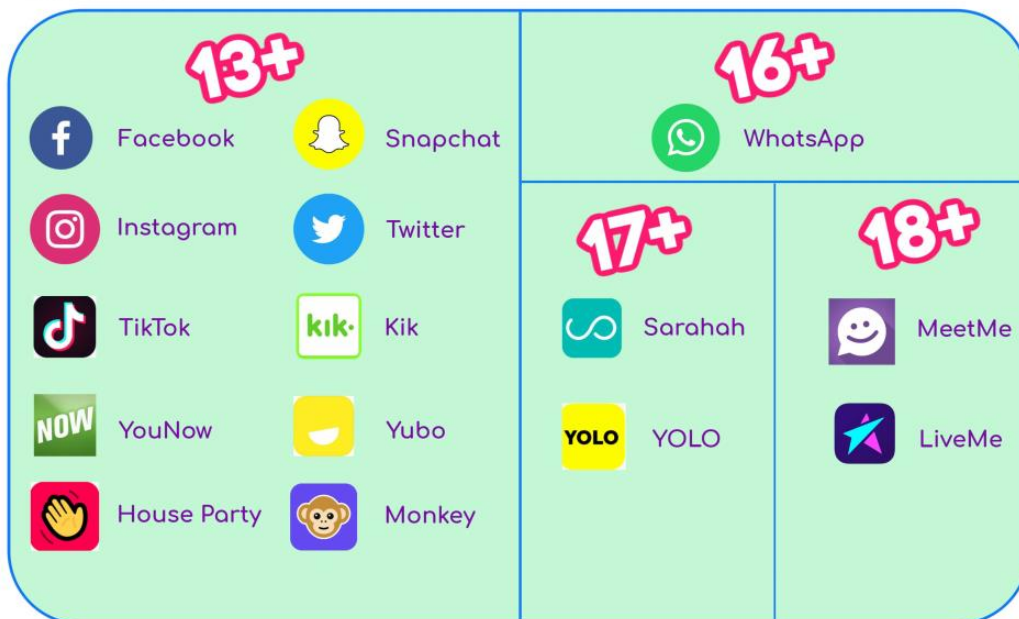 13+
Facebook
Snapchat
Instagram
Twitter
TikTok
kik·
Kik
NOW
YouNow
Yubo
House Party
Monkey
16+
WhatsApp
17+
Sarahah
YOLO
YOLO
18+
MeetMe
LiveMe